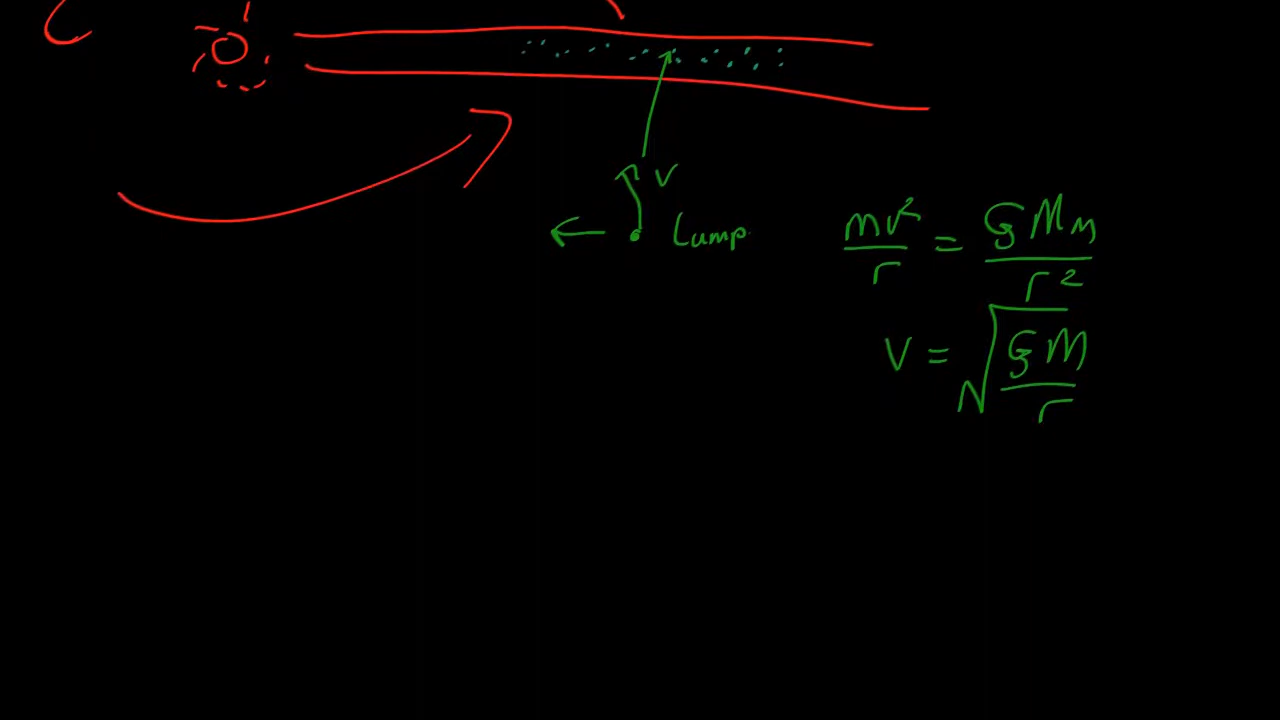 V
Lump
mv²/r = GMm/r²
V = √(GM/r)